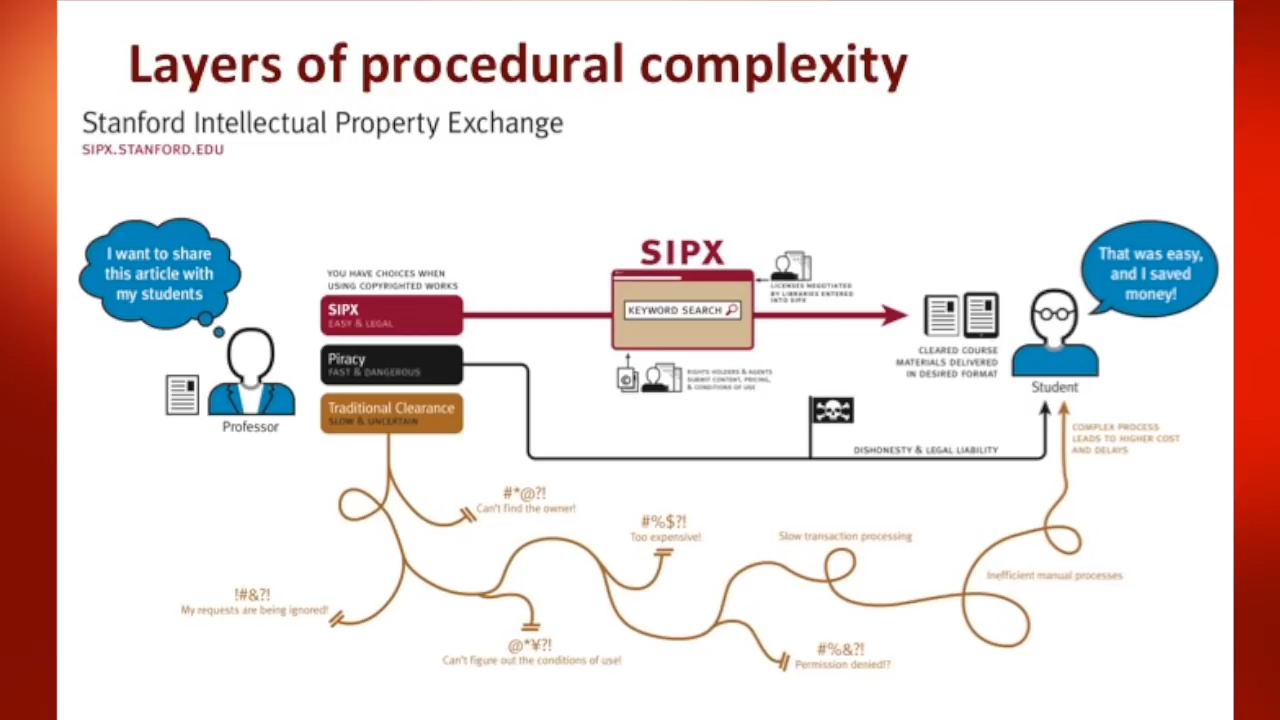 Layers of procedural complexity
Stanford Intellectual Property Exchange
SIPX.STANFORD.EDU
I want to share
this article with
my students
Professor
YOU HAVE CHOICES WHEN
USING COPYRIGHTED WORKS
SIPX
EASY & LEGAL
Piracy
FAST & DANGEROUS
Traditional Clearance
SLOW & UNCERTAIN
SIPX
KEYWORD SEARCH
LICENSES NEGOTIATED
BY LIBRARIES ENTERED
INTO SIPX
©
RIGHTS HOLDERS & AGENTS
SUBMIT CONTENT, PRICING,
& CONDITIONS OF USE
CLEARED COURSE
MATERIALS DELIVERED
IN DESIRED FORMAT
That was easy,
and I saved
money!
Student
DISHONESTY & LEGAL LIABILITY
COMPLEX PROCESS
LEADS TO HIGHER COST
AND DELAYS
#*@?!
Can't find the owner!
#%$?!
Too expensive!
Slow transaction processing
Inefficient manual processes
!#&?!
My requests are being ignored!
@*¥?!
Can't figure out the conditions of use!
#%&?!
Permission denied!?